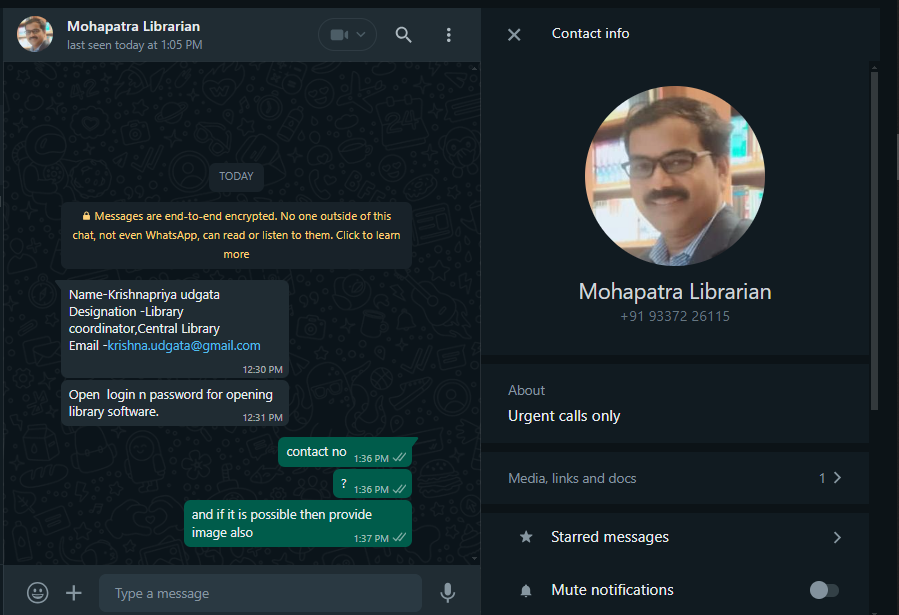 Mohapatra Librarian
last seen today at 1:05 PM
TODAY
Messages are end-to-end encrypted. No one outside of this
chat, not even WhatsApp, can read or listen to them. Click to learn
more
Name-Krishnapriya udgata
Designation -Library
coordinator,Central Library
Email -krishna.udgata@gmail.com
12:30 PM
Open  login n password for opening
library software.
12:31 PM
contact no
1:36 PM
?
1:36 PM
and if it is possible then provide
image also
1:37 PM
Type a message
Contact info
Mohapatra Librarian
+91 93372 26115
About
Urgent calls only
Media, links and docs
1
Starred messages
Mute notifications